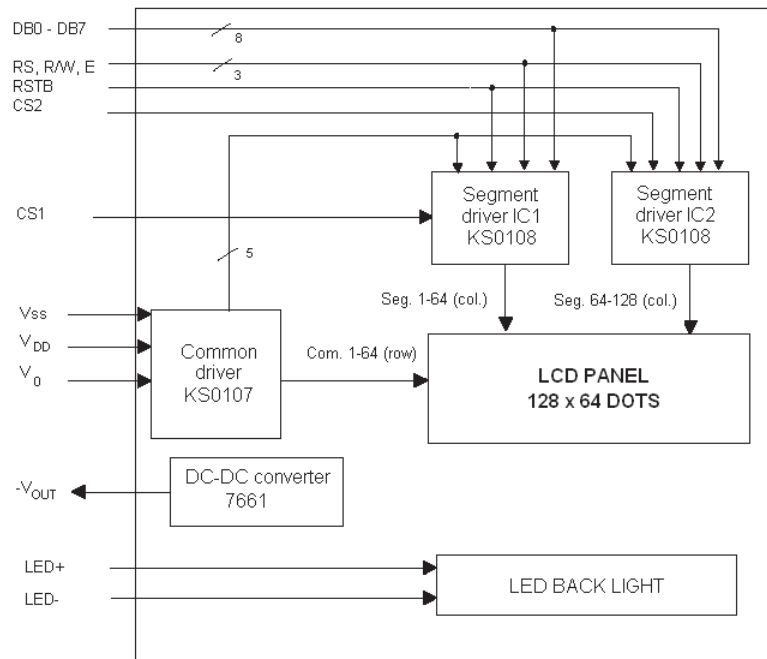 DB0 - DB7
8
RS, R/W, E
3
RSTB
CS2
CS1
Segment
driver IC1
KS0108
Segment
driver IC2
KS0108
5
Seg. 1-64 (col.)
Seg. 64-128 (col.)
Vss
VDD
V0
Common
driver
KS0107
Com. 1-64 (row)
LCD PANEL
128 x 64 DOTS
-VOUT
DC-DC converter
7661
LED+
LED-
LED BACK LIGHT